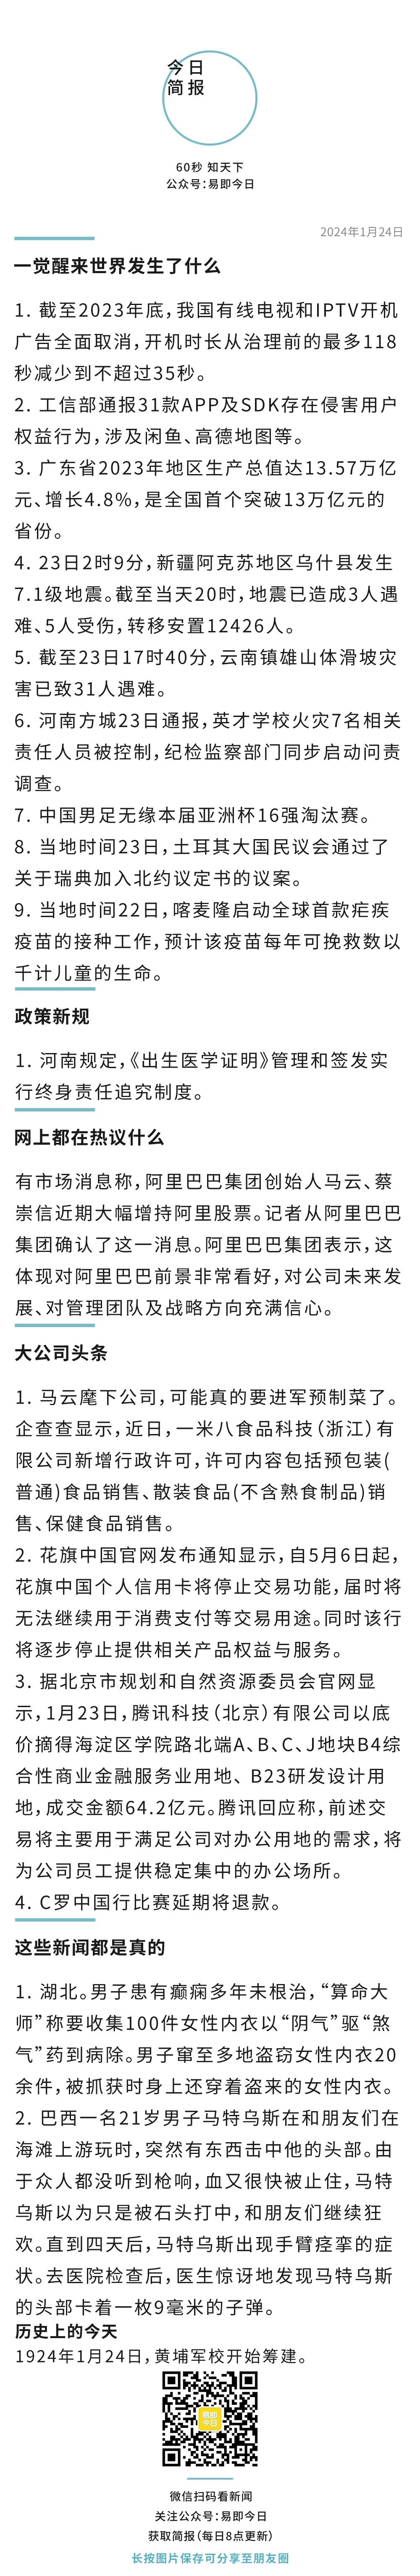 今日
简报
60秒 知天下
公众号：易即今日
2024年1月24日
一觉醒来世界发生了什么
1. 截至2023年底，我国有线电视和IPTV开机
广告全面取消，开机时长从治理前的最多118
秒减少到不超过35秒。
2. 工信部通报31款APP及SDK存在侵害用户
权益行为，涉及闲鱼、高德地图等。
3. 广东省2023年地区生产总值达13.57万亿
元、增长4.8%，是全国首个突破13万亿元的
省份。
4. 23日2时9分，新疆阿克苏地区乌什县发生
7.1级地震。截至当天20时，地震已造成3人遇
难、5人受伤，转移安置12426人。
5. 截至23日17时40分，云南镇雄山体滑坡灾
害已致31人遇难。
6. 河南方城23日通报，英才学校火灾7名相关
责任人员被控制，纪检监察部门同步启动问责
调查。
7. 中国男足无缘本届亚洲杯16强淘汰赛。
8. 当地时间23日，土耳其大国民议会通过了
关于瑞典加入北约议定书的议案。
9. 当地时间22日，喀麦隆启动全球首款疟疾
疫苗的接种工作，预计该疫苗每年可挽救数以
千计儿童的生命。
政策新规
1. 河南规定，《出生医学证明》管理和签发实
行终身责任追究制度。
网上都在热议什么
有市场消息称，阿里巴巴集团创始人马云、蔡
崇信近期大幅增持阿里股票。记者从阿里巴巴
集团确认了这一消息。阿里巴巴集团表示，这
体现对阿里巴巴前景非常看好，对公司未来发
展、对管理团队及战略方向充满信心。
大公司头条
1. 马云麾下公司，可能真的要进军预制菜了。
企查查显示，近日，一米八食品科技（浙江）有
限公司新增行政许可，许可内容包括预包装(
普通)食品销售、散装食品(不含熟食制品)销
售、保健食品销售。
2. 花旗中国官网发布通知显示，自5月6日起，
花旗中国个人信用卡将停止交易功能，届时将
无法继续用于消费支付等交易用途。同时该行
将逐步停止提供相关产品权益与服务。
3. 据北京市规划和自然资源委员会官网显
示，1月23日，腾讯科技（北京）有限公司以底
价摘得海淀区学院路北端A、B、C、J地块B4综
合性商业金融服务业用地、 B23研发设计用
地，成交金额64.2亿元。腾讯回应称，前述交
易将主要用于满足公司对办公用地的需求，将
为公司员工提供稳定集中的办公场所。
4. C罗中国行比赛延期将退款。
这些新闻都是真的
1. 湖北。男子患有癫痫多年未根治，“算命大
师”称要收集100件女性内衣以“阴气”驱“煞
气”药到病除。男子窜至多地盗窃女性内衣20
余件，被抓获时身上还穿着盗来的女性内衣。
2. 巴西一名21岁男子马特乌斯在和朋友们在
海滩上游玩时，突然有东西击中他的头部。由
于众人都没听到枪响，血又很快被止住，马特
乌斯以为只是被石头打中，和朋友们继续狂
欢。直到四天后，马特乌斯出现手臂痉挛的症
状。去医院检查后，医生惊讶地发现马特乌斯
的头部卡着一枚9毫米的子弹。
历史上的今天
1924年1月24日，黄埔军校开始筹建。
易即
今日
微信扫码看新闻
关注公众号：易即今日
获取简报（每日8点更新）
长按图片保存可分享至朋友圈